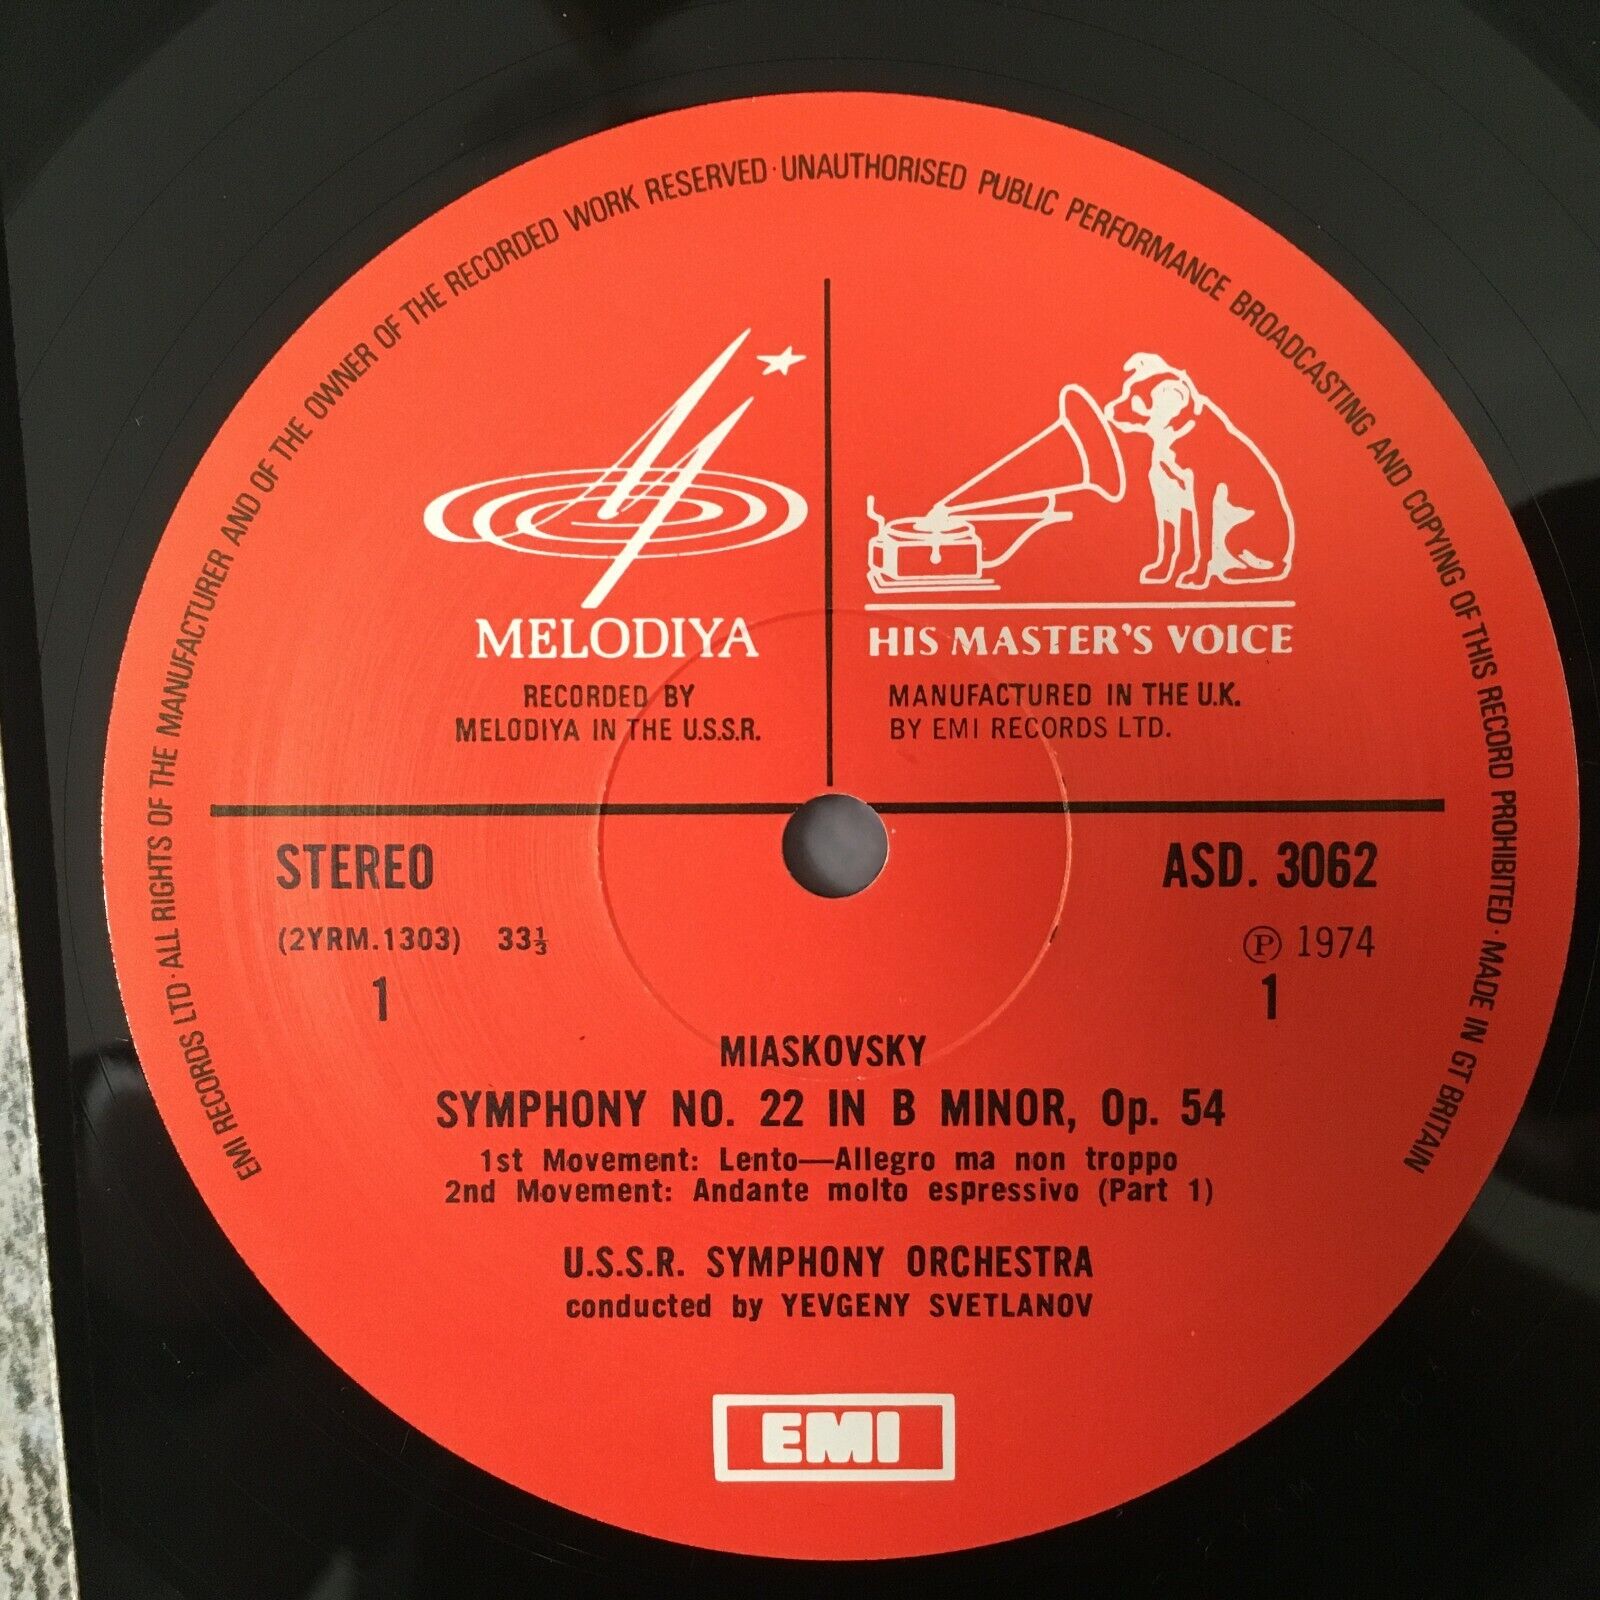 EMI RECORDS LTD · ALL RIGHTS OF THE MANUFACTURER AND OF THE OWNER OF THE RECORDED WORK RESERVED · UNAUTHORISED PUBLIC PERFORMANCE BROADCASTING AND COPYING OF THIS RECORD PROHIBITED · MADE IN GT BRITAIN
MELODIYA
RECORDED BY
MELODIYA IN THE U.S.S.R.
HIS MASTER'S VOICE
MANUFACTURED IN THE U.K.
BY EMI RECORDS LTD.
STEREO
(2YRM.1303) 33⅓
1
ASD. 3062
Ⓟ 1974
1
MIASKOVSKY
SYMPHONY NO. 22 IN B MINOR, Op. 54
1st Movement: Lento—Allegro ma non troppo
2nd Movement: Andante molto espressivo (Part 1)
U.S.S.R. SYMPHONY ORCHESTRA
conducted by YEVGENY SVETLANOV
EMI